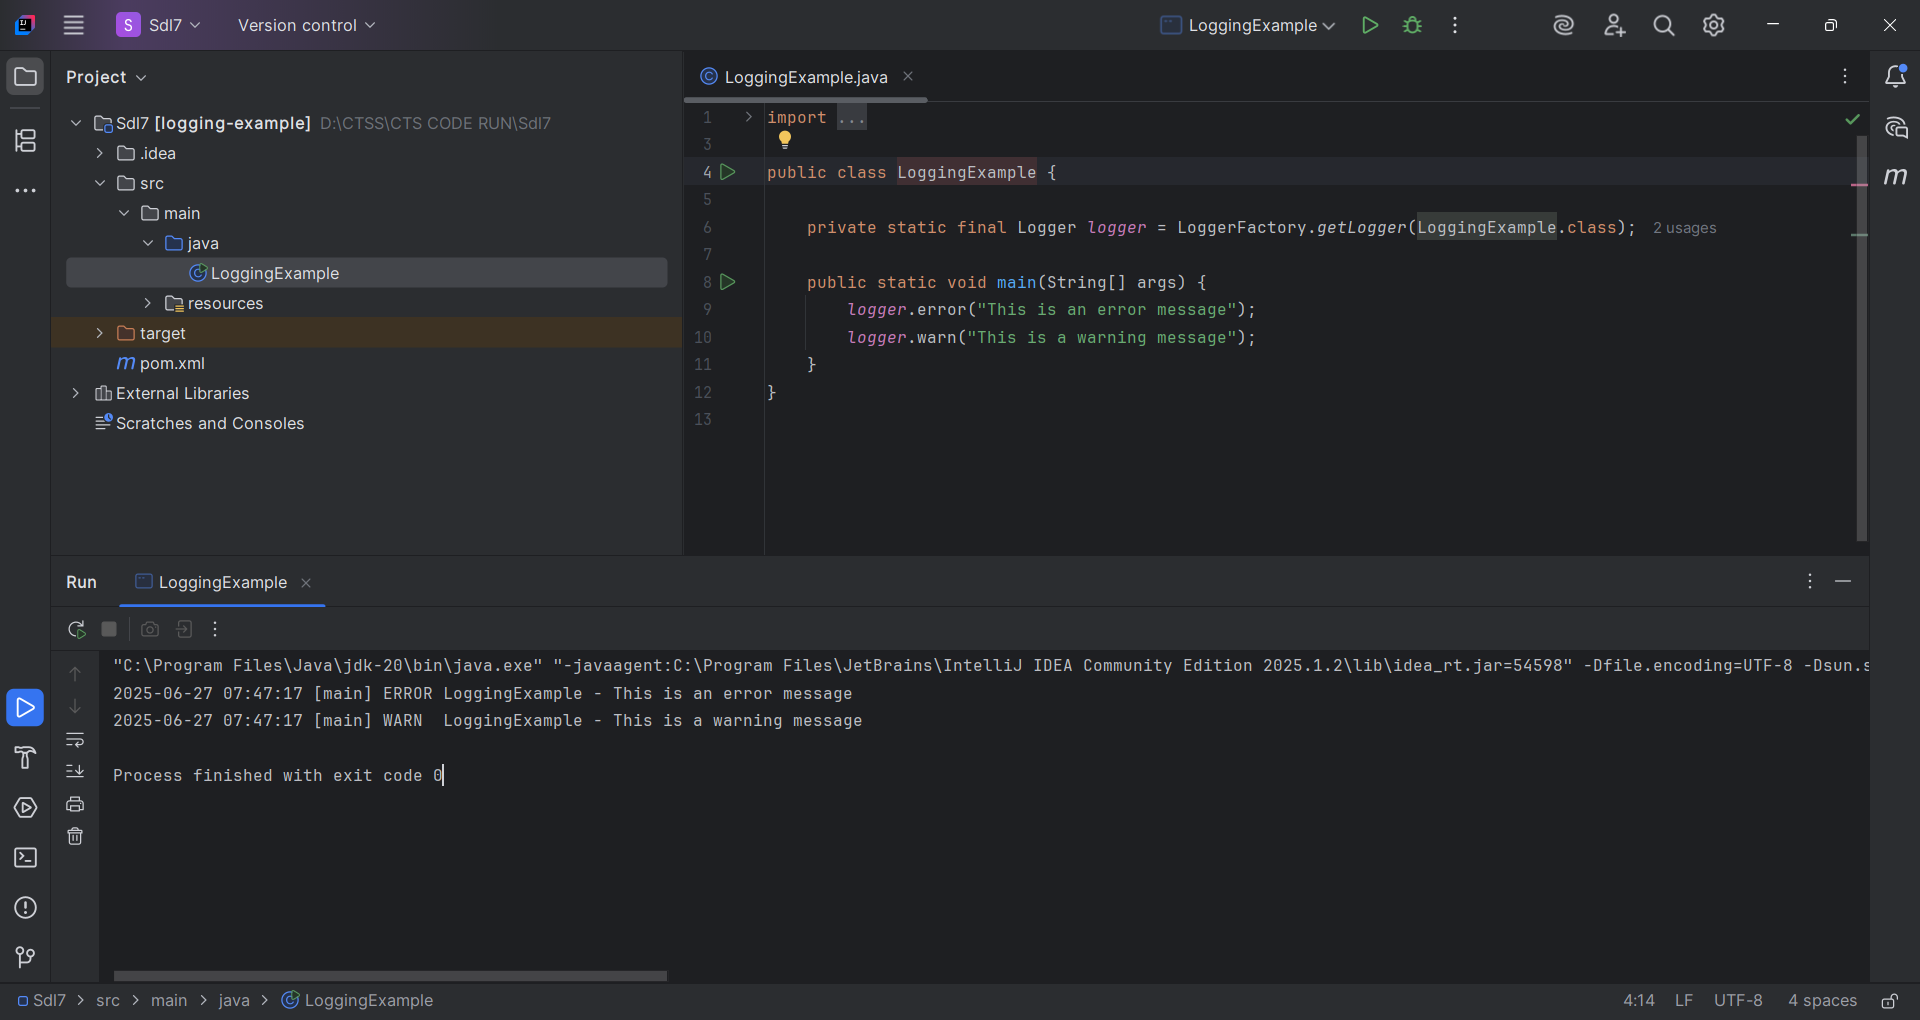 S Sdl7 Version control LoggingExample
Project
LoggingExample.java
Sdl7 [logging-example] D:\CTSS\CTS CODE RUN\Sdl7
.idea
src
main
java
LoggingExample
resources
target
pom.xml
External Libraries
Scratches and Consoles
1 import ...
3
4 public class LoggingExample {
5
6 private static final Logger logger = LoggerFactory.getLogger(LoggingExample.class); 2 usages
7
8 public static void main(String[] args) {
9 logger.error("This is an error message");
10 logger.warn("This is a warning message");
11 }
12 }
13
Run LoggingExample
"C:\Program Files\Java\jdk-20\bin\java.exe" "-javaagent:C:\Program Files\JetBrains\IntelliJ IDEA Community Edition 2025.1.2\lib\idea_rt.jar=54598" -Dfile.encoding=UTF-8 -Dsun.s
2025-06-27 07:47:17 [main] ERROR LoggingExample - This is an error message
2025-06-27 07:47:17 [main] WARN  LoggingExample - This is a warning message
Process finished with exit code 0
Sdl7 > src > main > java > LoggingExample 4:14 LF UTF-8 4 spaces